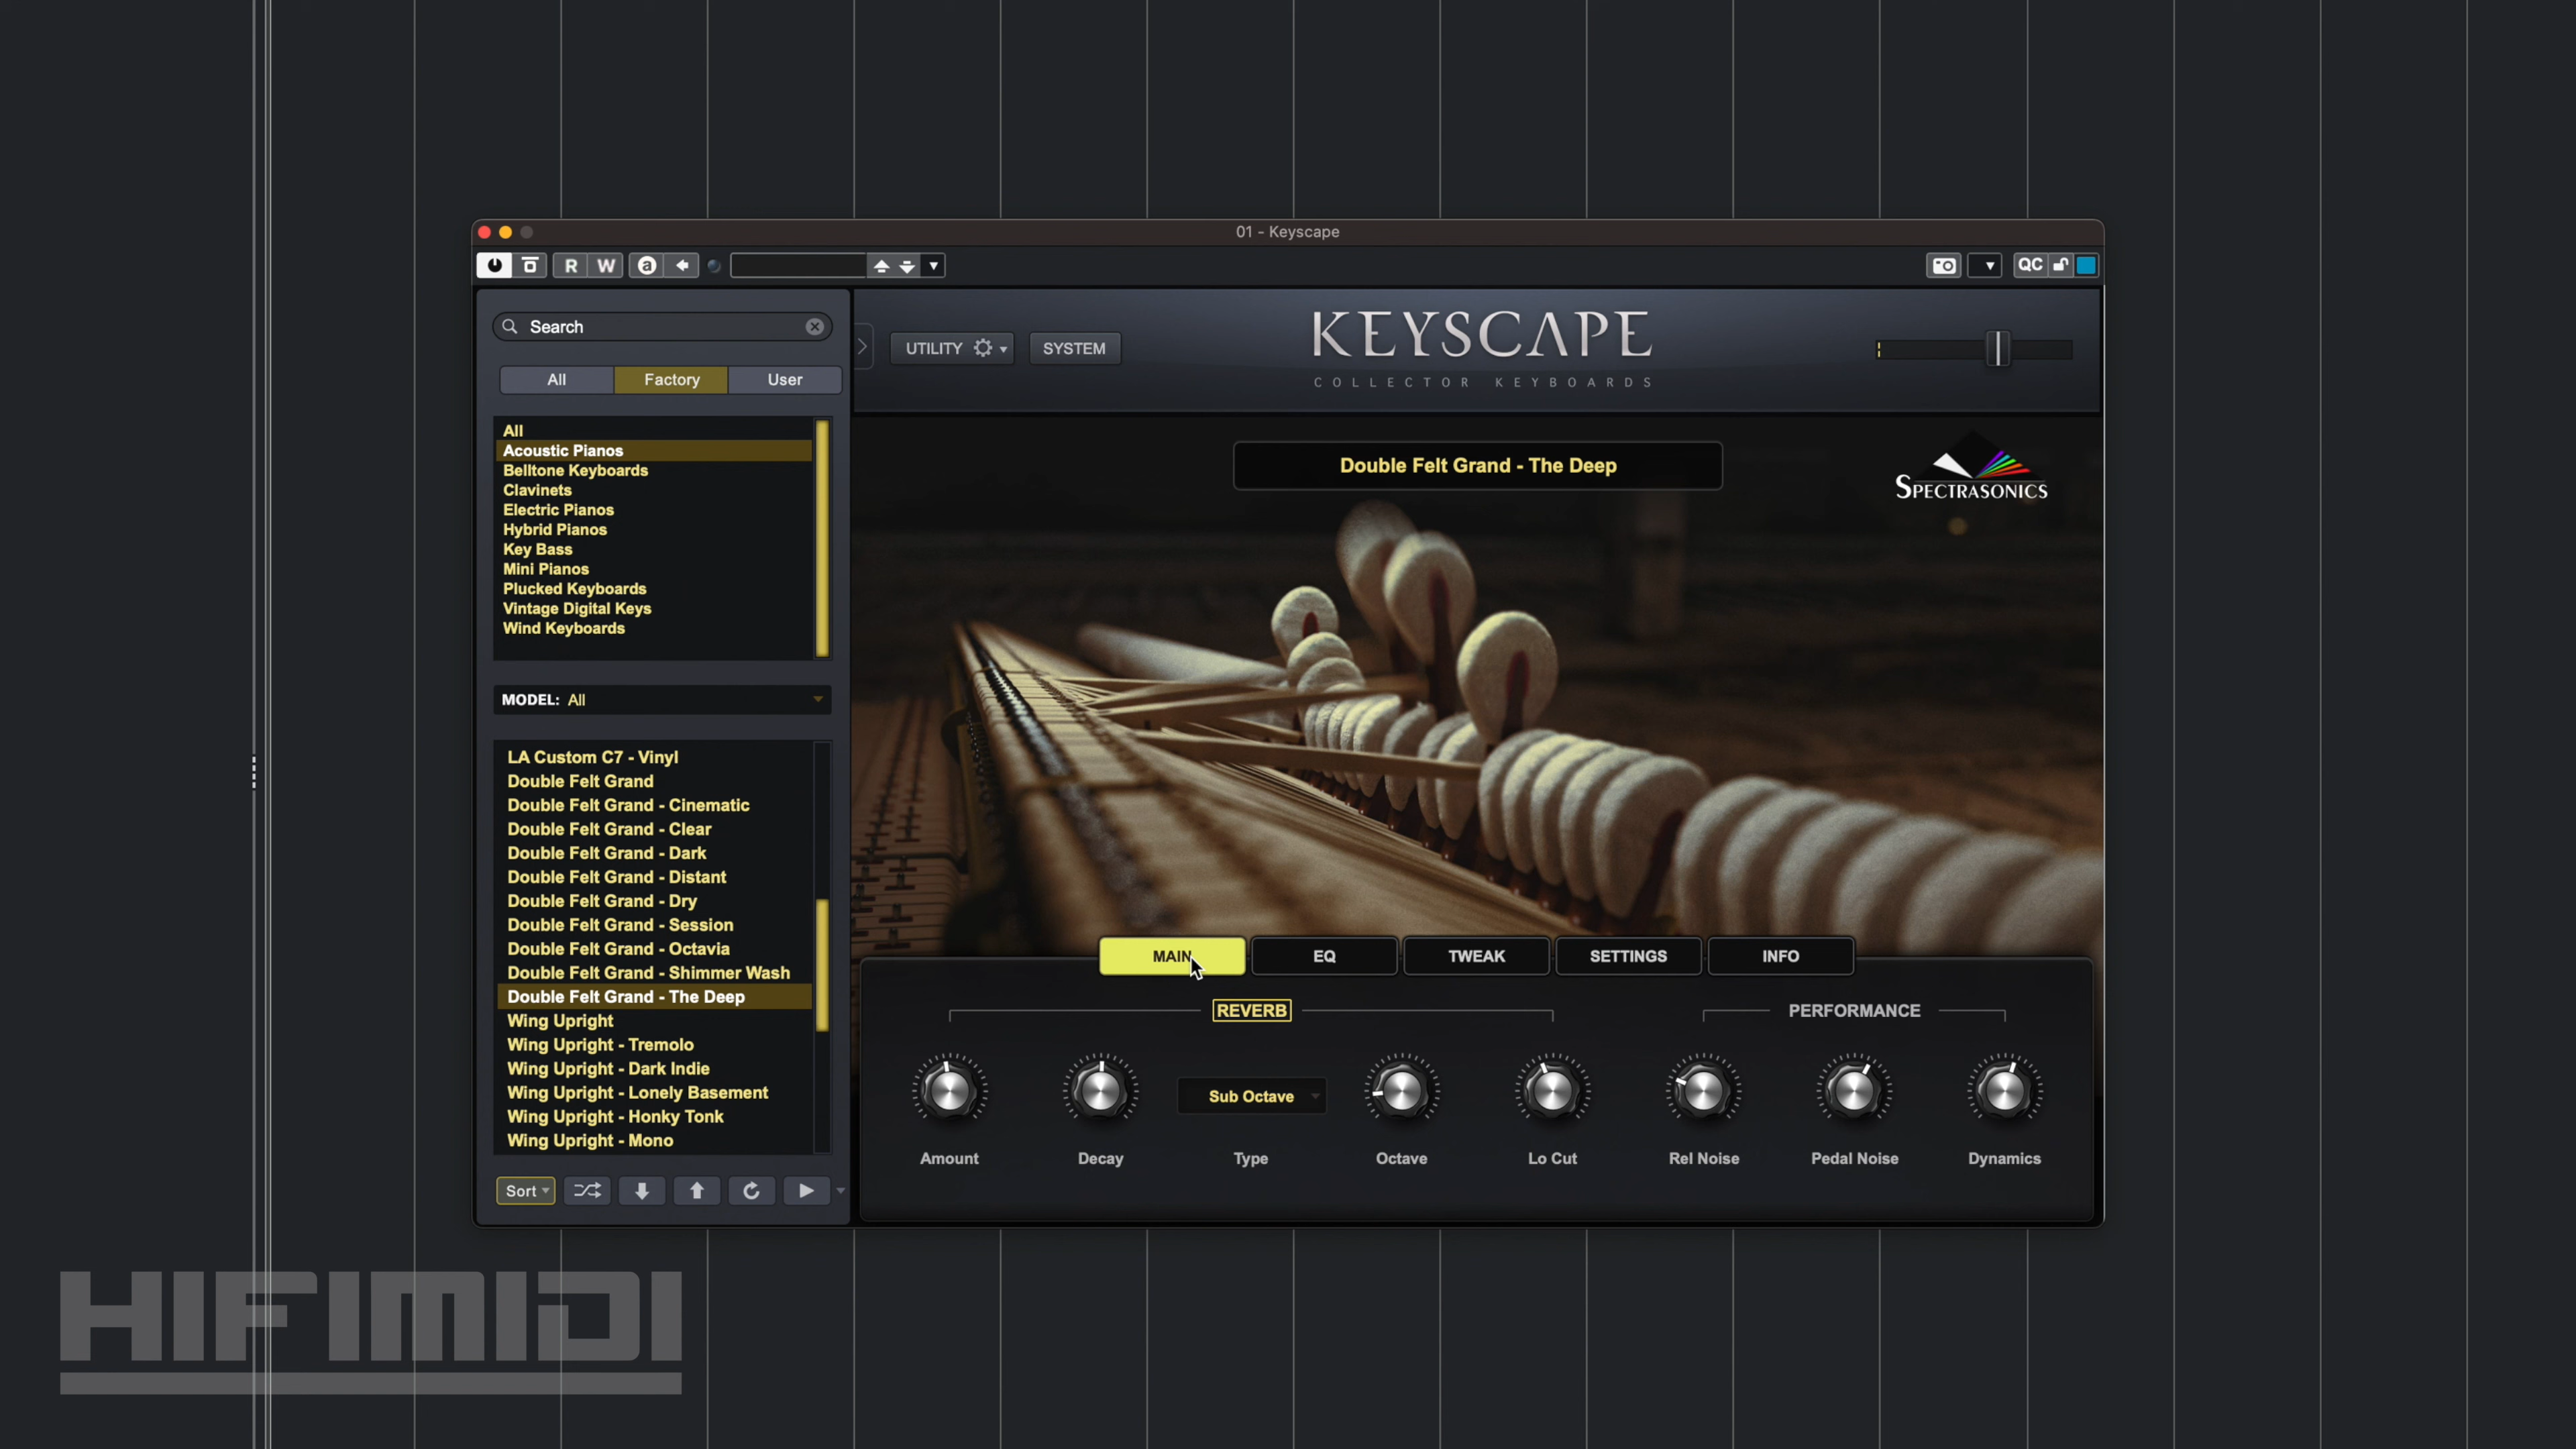 01 - Keyscape
R W a QC
Search
All Factory User
All
Acoustic Pianos
Belltone Keyboards
Clavinets
Electric Pianos
Hybrid Pianos
Key Bass
Mini Pianos
Plucked Keyboards
Vintage Digital Keys
Wind Keyboards
MODEL: All
LA Custom C7 - Vinyl
Double Felt Grand
Double Felt Grand - Cinematic
Double Felt Grand - Clear
Double Felt Grand - Dark
Double Felt Grand - Distant
Double Felt Grand - Dry
Double Felt Grand - Session
Double Felt Grand - Octavia
Double Felt Grand - Shimmer Wash
Double Felt Grand - The Deep
Wing Upright
Wing Upright - Tremolo
Wing Upright - Dark Indie
Wing Upright - Lonely Basement
Wing Upright - Honky Tonk
Wing Upright - Mono
Sort
UTILITY SYSTEM
KEYSCAPE
COLLECTOR KEYBOARDS
Double Felt Grand - The Deep
SPECTRASONICS
MAIN EQ TWEAK SETTINGS INFO
REVERB PERFORMANCE
Sub Octave
Amount Decay Type Octave Lo Cut Rel Noise Pedal Noise Dynamics
HIFIMIDI